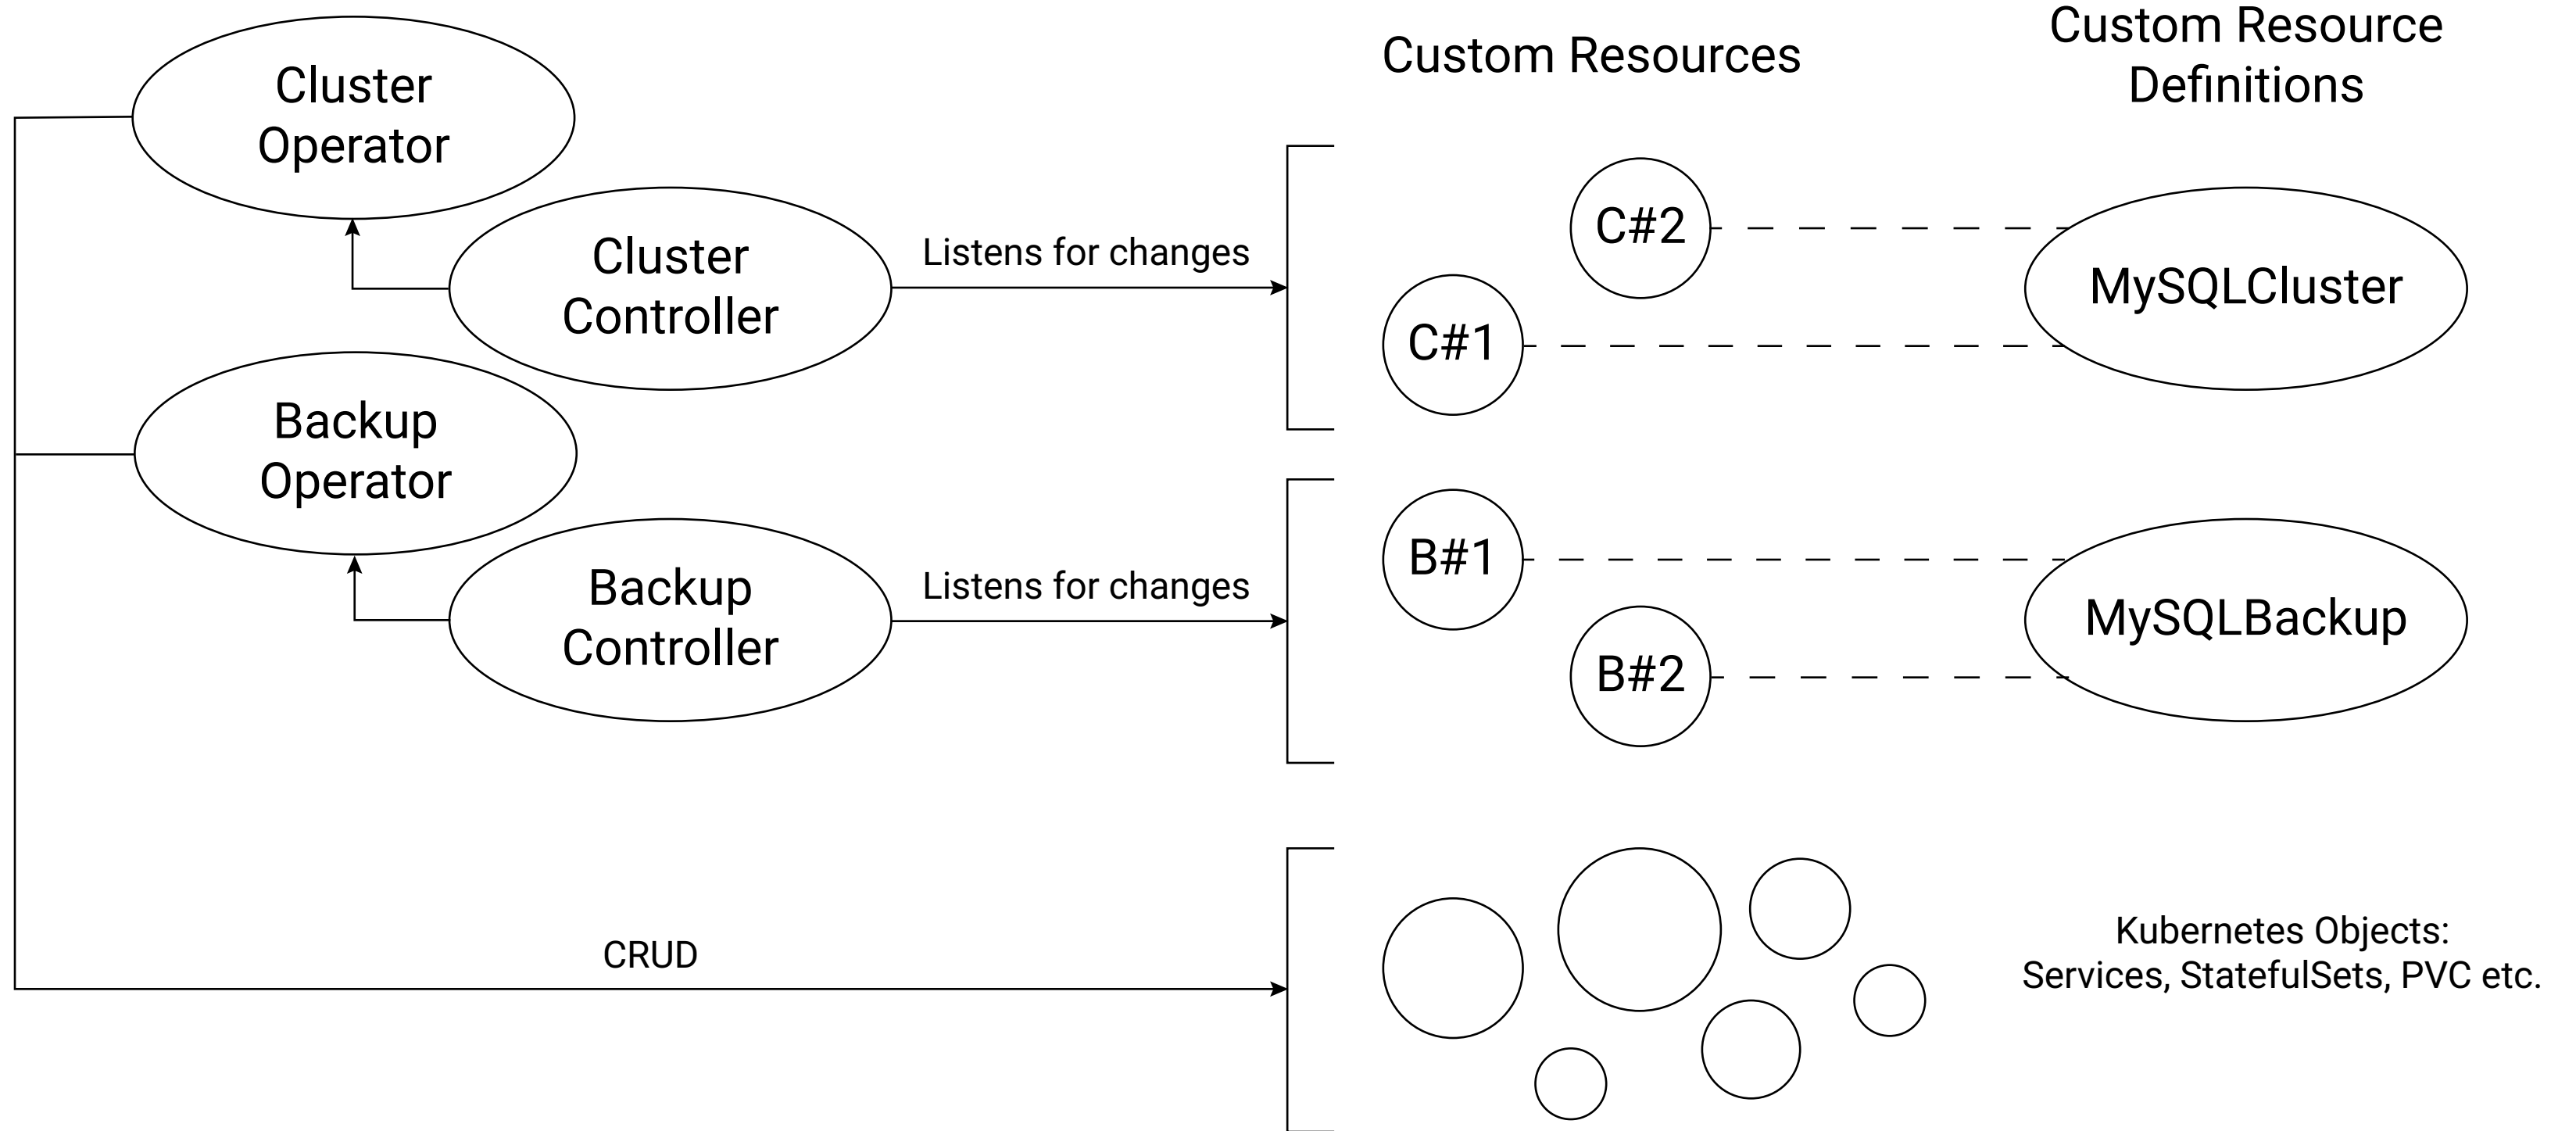 Cluster
Operator
Cluster
Controller
Listens for changes
Backup
Operator
Backup
Controller
Listens for changes
CRUD
Custom Resources
C#2
C#1
B#1
B#2
Custom Resource
Definitions
MySQLCluster
MySQLBackup
Kubernetes Objects:
Services, StatefulSets, PVC etc.